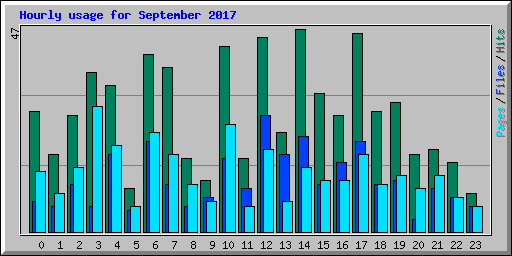 Hourly usage for September 2017
47
Pages / Files / Hits
0 1 2 3 4 5 6 7 8 9 10 11 12 13 14 15 16 17 18 19 20 21 22 23